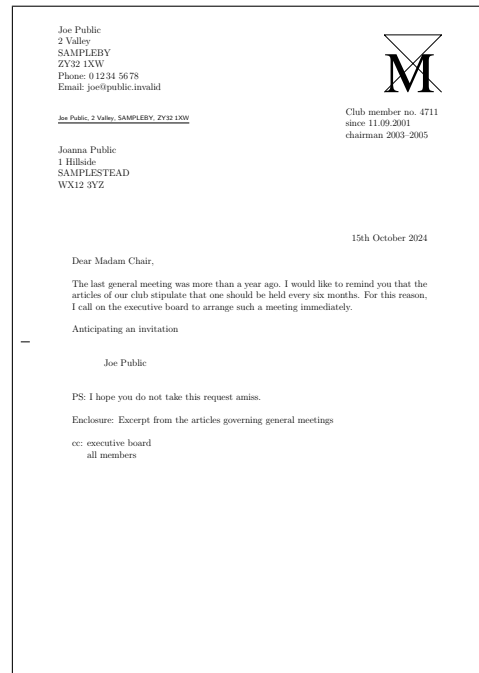 Joe Public
2 Valley
SAMPLEBY
ZY32 1XW
Phone: 0 12 34 56 78
Email: joe@public.invalid
M
Joe Public, 2 Valley, SAMPLEBY, ZY32 1XW
Club member no. 4711
since 11.09.2001
chairman 2003–2005
Joanna Public
1 Hillside
SAMPLESTEAD
WX12 3YZ
15th October 2024
Dear Madam Chair,
The last general meeting was more than a year ago. I would like to remind you that the
articles of our club stipulate that one should be held every six months. For this reason,
I call on the executive board to arrange such a meeting immediately.
Anticipating an invitation
Joe Public
PS: I hope you do not take this request amiss.
Enclosure: Excerpt from the articles governing general meetings
cc: executive board
all members